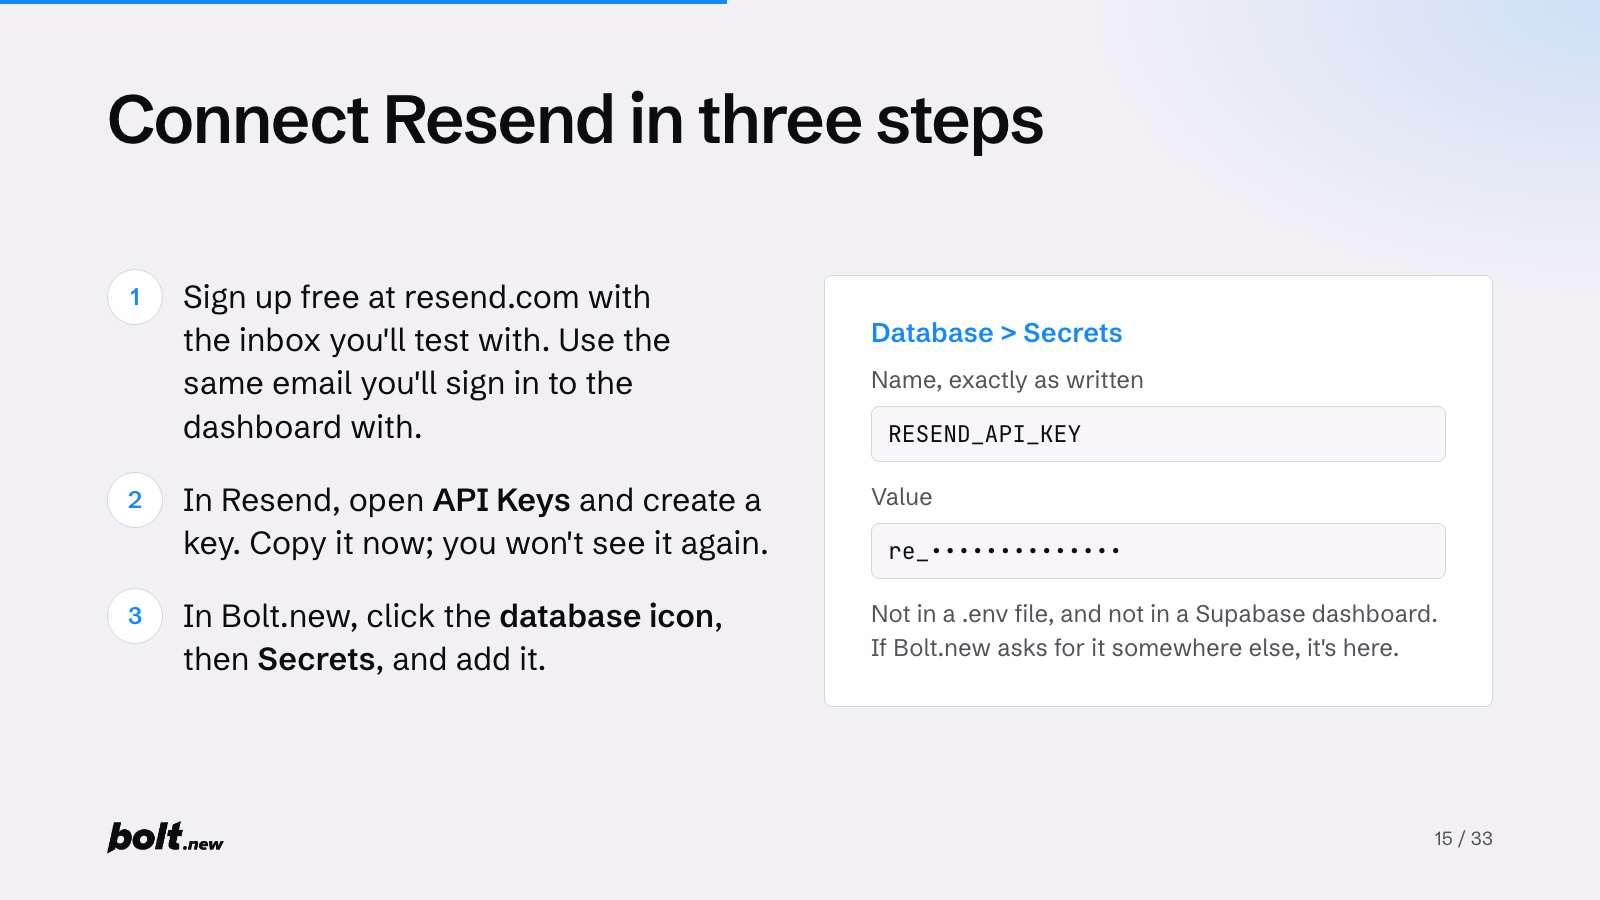 Connect Resend in three steps
1
Sign up free at resend.com with
the inbox you'll test with. Use the
same email you'll sign in to the
dashboard with.
2
In Resend, open API Keys and create a
key. Copy it now; you won't see it again.
3
In Bolt.new, click the database icon,
then Secrets, and add it.
Database > Secrets
Name, exactly as written
RESEND_API_KEY
Value
re_••••••••••••••
Not in a .env file, and not in a Supabase dashboard.
If Bolt.new asks for it somewhere else, it's here.
bolt.new
15 / 33